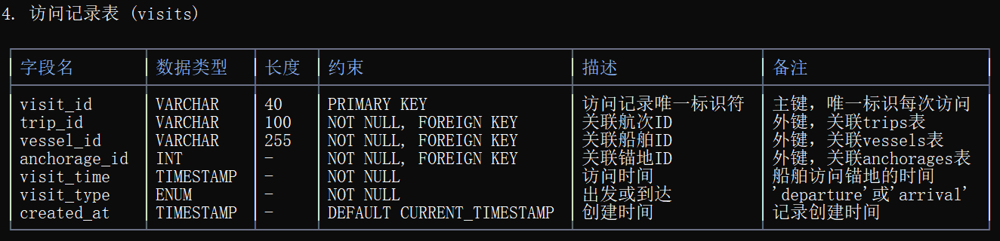 4. 访问记录表 (visits)
字段名 数据类型 长度 约束 描述 备注
visit_id VARCHAR 40 PRIMARY KEY 访问记录唯一标识符 主键，唯一标识每次访问
trip_id VARCHAR 100 NOT NULL, FOREIGN KEY 关联航次ID 外键，关联trips表
vessel_id VARCHAR 255 NOT NULL, FOREIGN KEY 关联船舶ID 外键，关联vessels表
anchorage_id INT - NOT NULL, FOREIGN KEY 关联锚地ID 外键，关联anchorages表
visit_time TIMESTAMP - NOT NULL 访问时间 船舶访问锚地的时间
visit_type ENUM - NOT NULL 出发或到达 'departure'或'arrival'
created_at TIMESTAMP - DEFAULT CURRENT_TIMESTAMP 创建时间 记录创建时间